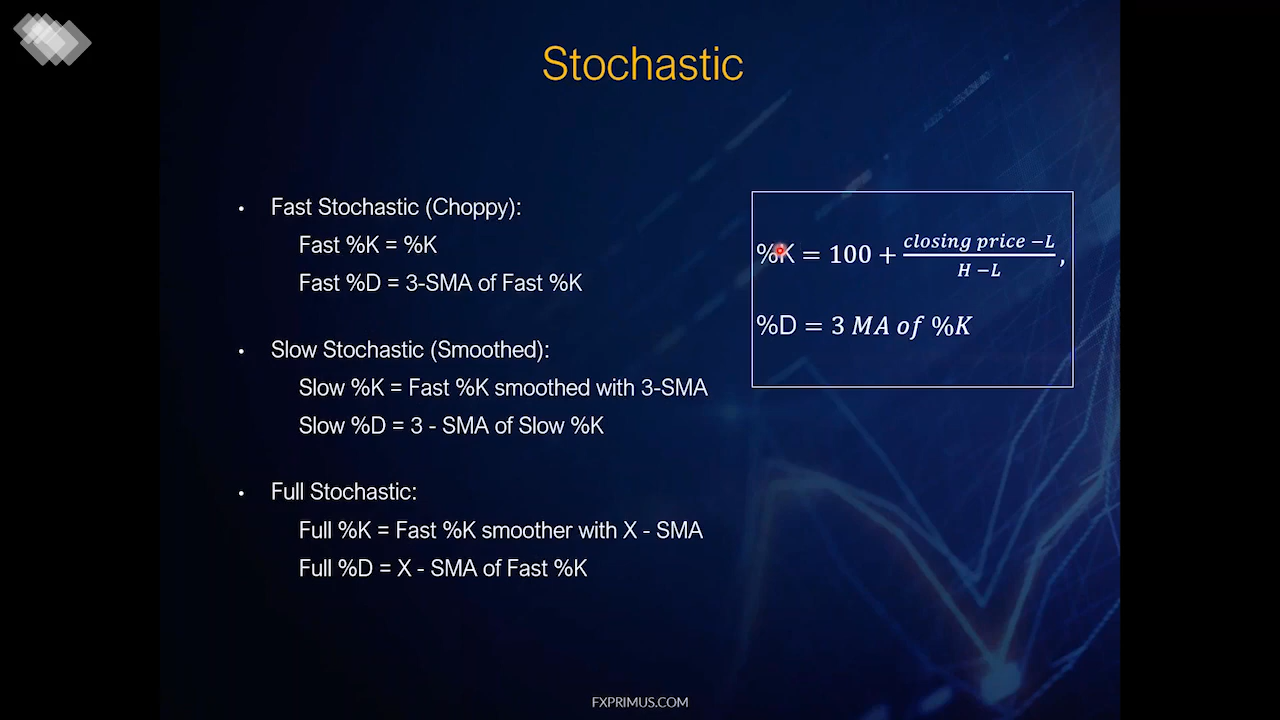 Stochastic
• Fast Stochastic (Choppy):
Fast %K = %K
Fast %D = 3-SMA of Fast %K
• Slow Stochastic (Smoothed):
Slow %K = Fast %K smoothed with 3-SMA
Slow %D = 3 - SMA of Slow %K
• Full Stochastic:
Full %K = Fast %K smoother with X - SMA
Full %D = X - SMA of Fast %K
%K = 100 + closing price −L / H −L ,
%D = 3 MA of %K
FXPRIMUS.COM